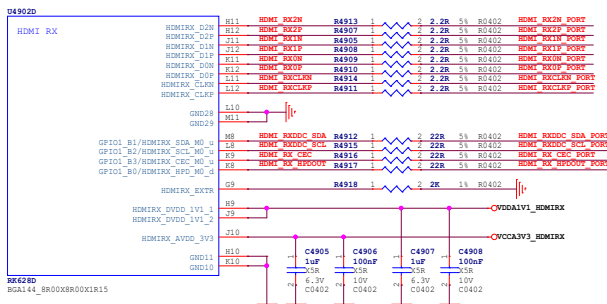 U4902D
HDMI RX
HDMIRX_D2N H11 HDMI_RX2N R4913 1 2 2.2R 5% R0402 HDMI_RX2N_PORT
HDMIRX_D2P H12 HDMI_RX2P R4907 1 2 2.2R 5% R0402 HDMI_RX2P_PORT
HDMIRX_D1N J11 HDMI_RX1N R4905 1 2 2.2R 5% R0402 HDMI_RX1N_PORT
HDMIRX_D1P J12 HDMI_RX1P R4908 1 2 2.2R 5% R0402 HDMI_RX1P_PORT
HDMIRX_D0N K11 HDMI_RX0N R4909 1 2 2.2R 5% R0402 HDMI_RX0N_PORT
HDMIRX_D0P K12 HDMI_RX0P R4910 1 2 2.2R 5% R0402 HDMI_RX0P_PORT
HDMIRX_CLKN L11 HDMI_RXCLKN R4914 1 2 2.2R 5% R0402 HDMI_RXCLKN_PORT
HDMIRX_CLKP L12 HDMI_RXCLKP R4911 1 2 2.2R 5% R0402 HDMI_RXCLKP_PORT
GND28 L10
GND29 M11
GPIO1_B1/HDMIRX_SDA_M0_u M8 HDMI_RXDDC_SDA R4912 1 2 22R 5% R0402 HDMI_RXDDC_SDA_PORT
GPIO1_B2/HDMIRX_SCL_M0_u L8 HDMI_RXDDC_SCL R4915 1 2 22R 5% R0402 HDMI_RXDDC_SCL_PORT
GPIO1_B3/HDMIRX_CEC_M0_u K9 HDMI_RX_CEC R4916 1 2 22R 5% R0402 HDMI_RX_CEC_PORT
GPIO1_B0/HDMIRX_HPD_M0_d K8 HDMI_RX_HPDOUT R4917 1 2 22R 5% R0402 HDMI_RX_HPDOUT_PORT
HDMIRX_EXTR G9 R4918 1 2 2K 1% R0402
HDMIRX_DVDD_1V1_1 H9 VDDA1V1_HDMIRX
HDMIRX_DVDD_1V1_2 J9
HDMIRX_AVDD_3V3 J10 VCCA3V3_HDMIRX
GND11 H10
GND10 K10
C4905 C4906 C4907 C4908
1uF 100nF 1uF 100nF
X5R X5R X5R X5R
6.3V 10V 6.3V 10V
C0402 C0402 C0402 C0402
1 1 1 1
2 2 2 2
RK628D
BGA144_8R00X8R00X1R15